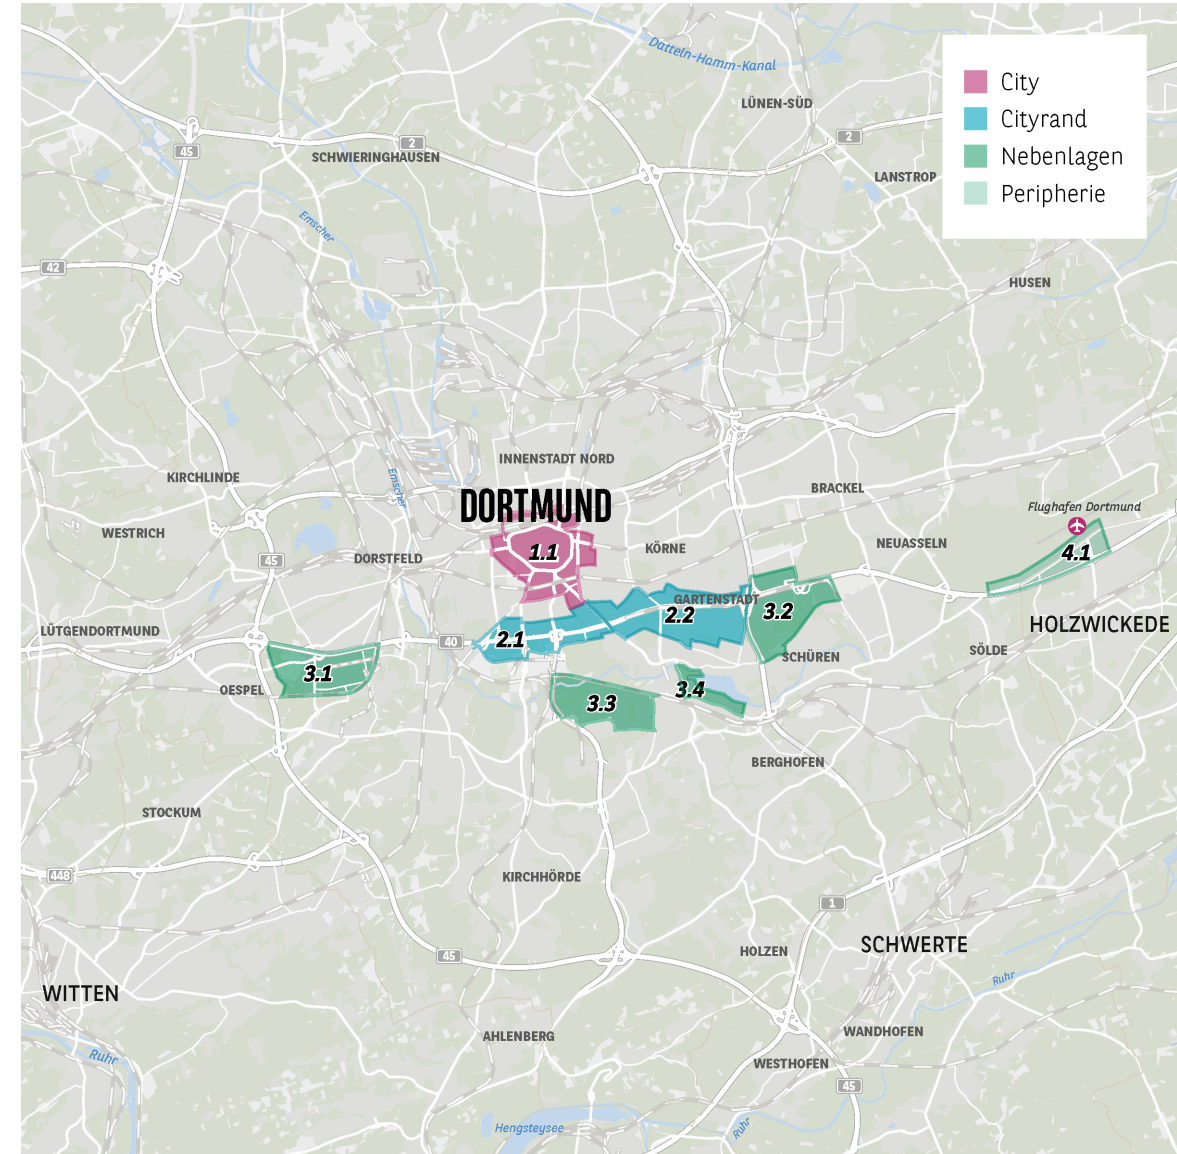 Datteln-Hamm-Kanal
City
LÜNEN-SÜD
Cityrand
2
2
45
SCHWIERINGHAUSEN
Nebenlagen
LANSTROP
Peripherie
Emscher
42
HUSEN
INNENSTADT NORD
KIRCHLINDE
Emscher
BRACKEL
DORTMUND
Flughafen Dortmund
WESTRICH
NEUASSELN
KÖRNE
1.1
4.1
45
DORSTFELD
GARTENSTADT
3.2
2.2
HOLZWICKEDE
LÜTGENDORTMUND
40
2.1
SÖLDE
SCHÜREN
3.1
OESPEL
3.4
3.3
BERGHOFEN
STOCKUM
448
KIRCHHÖRDE
1
SCHWERTE
HOLZEN
45
Ruhr
WITTEN
WANDHOFEN
AHLENBERG
Ruhr
WESTHOFEN
45
Hengsteysee
Ruhr